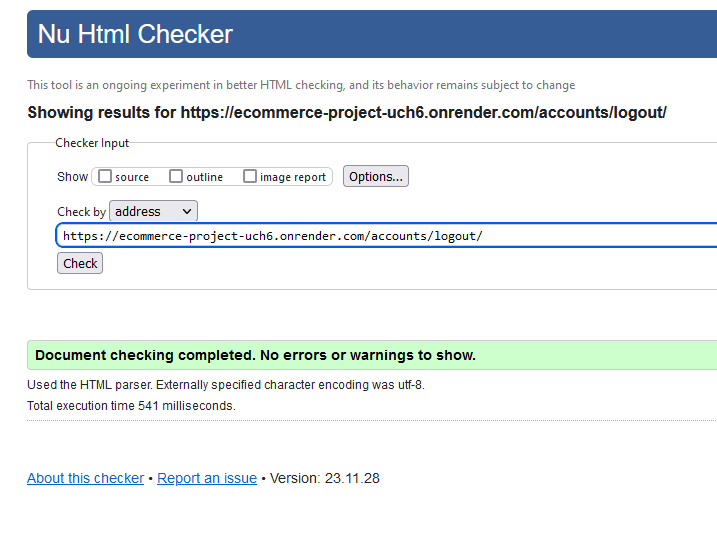 Nu Html Checker
This tool is an ongoing experiment in better HTML checking, and its behavior remains subject to change
Showing results for https://ecommerce-project-uch6.onrender.com/accounts/logout/
Checker Input
Show source outline image report Options...
Check by address
https://ecommerce-project-uch6.onrender.com/accounts/logout/
Check
Document checking completed. No errors or warnings to show.
Used the HTML parser. Externally specified character encoding was utf-8.
Total execution time 541 milliseconds.
About this checker • Report an issue • Version: 23.11.28